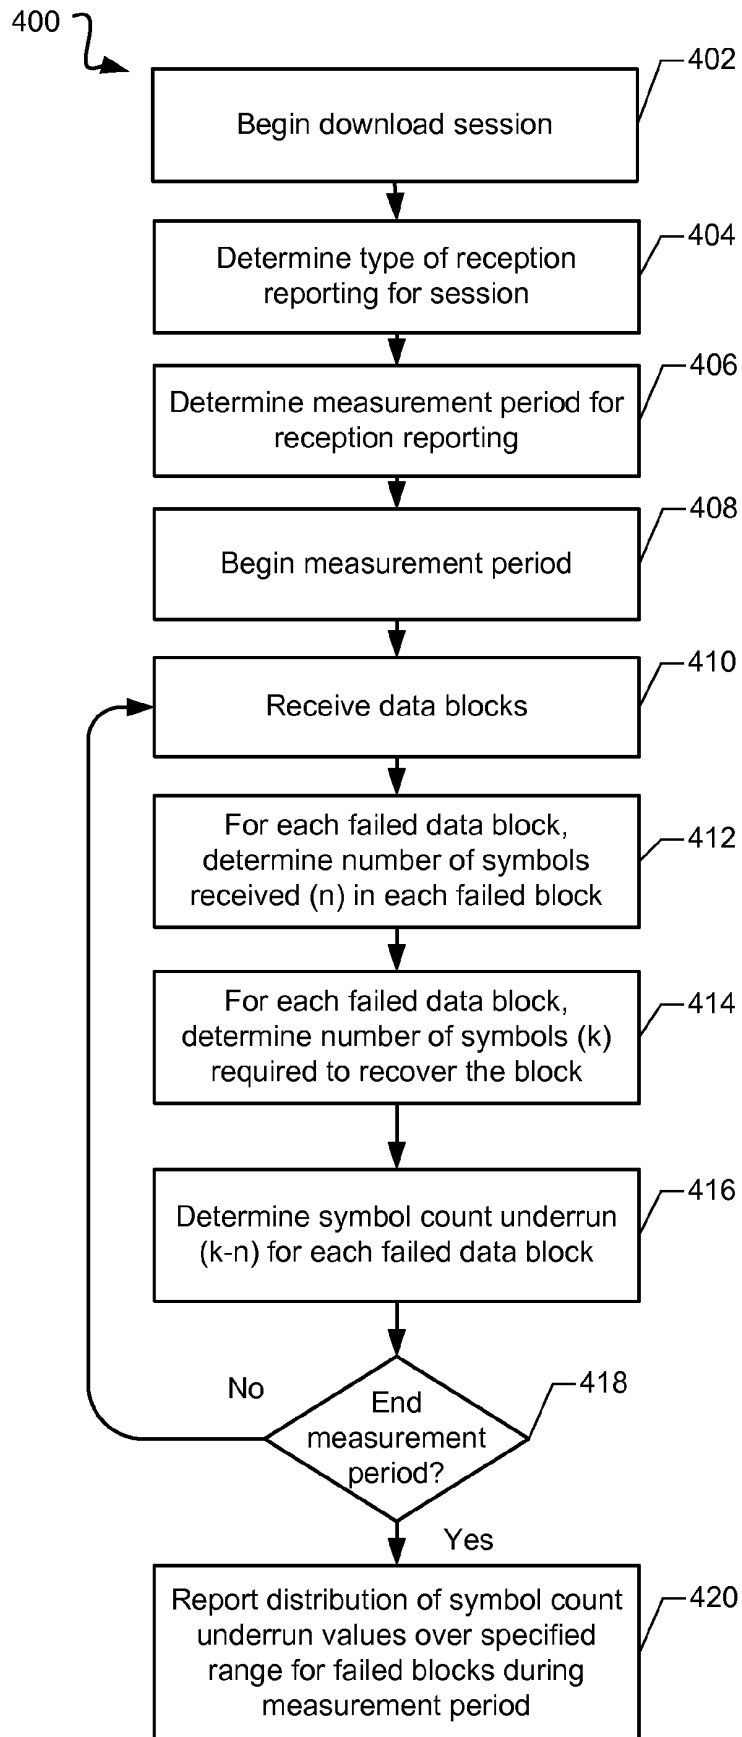 400
402
Begin download session
404
Determine type of reception
reporting for session
406
Determine measurement period for
reception reporting
408
Begin measurement period
410
Receive data blocks
For each failed data block,
determine number of symbols
received (n) in each failed block
412
For each failed data block,
determine number of symbols (k)
required to recover the block
414
416
Determine symbol count underrun
(k-n) for each failed data block
No
418
End
measurement
period?
Yes
Report distribution of symbol count
underrun values over specified
range for failed blocks during
measurement period
420